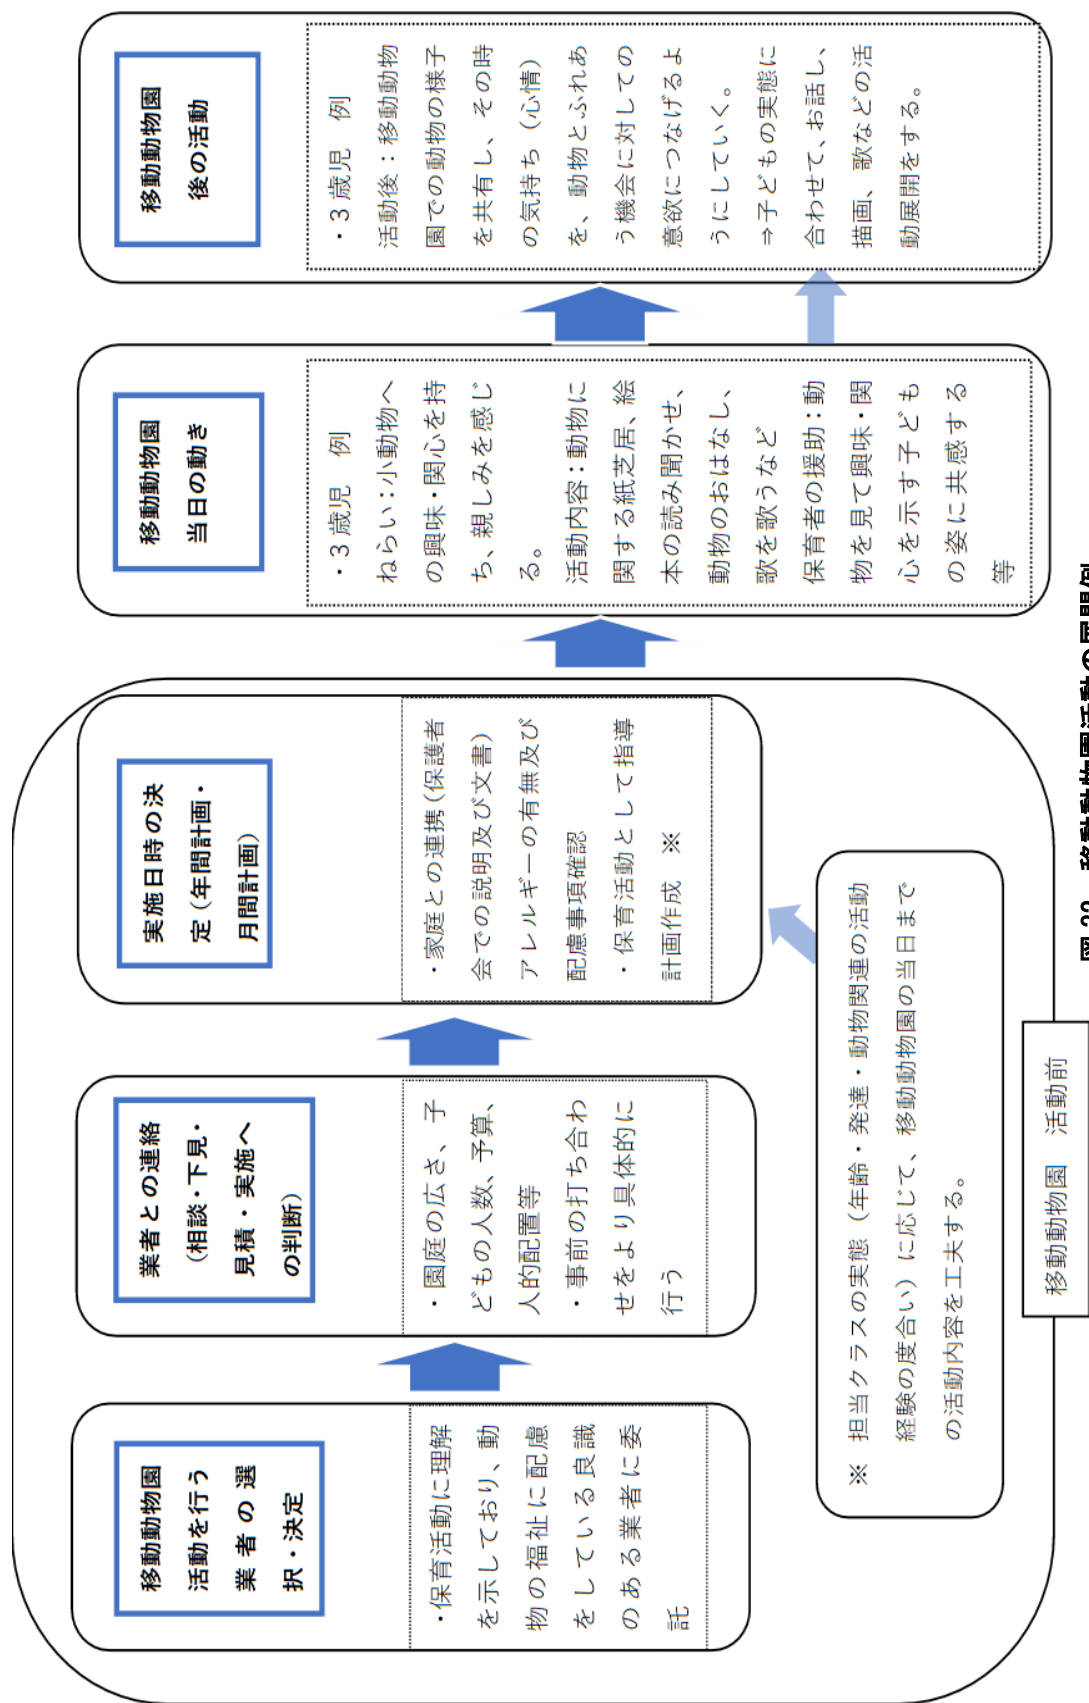 移動動物園
活動を行う
業者の選
択・決定
・保育活動に理解
を示しており、動
物の福祉に配慮
をしている良識
のある業者に委
託
業者との連絡
（相談・下見・
見積・実施へ
の判断）
・園庭の広さ、子
どもの人数、予算、
人的配置等
・事前の打ち合わ
せをより具体的に
行う
実施日時の決
定（年間計画・
月間計画）
・家庭との連携（保護者
会での説明及び文書）
アレルギーの有無及び
配慮事項確認
・保育活動として指導
計画作成　※
※　担当クラスの実態（年齢・発達・動物関連の活動
経験の度合い）に応じて、移動動物園の当日まで
の活動内容を工夫する。
移動動物園　活動前
移動動物園
当日の動き
・3歳児　例
ねらい：小動物へ
の興味・関心を持
ち、親しみを感じ
る。
活動内容：動物に
関する紙芝居、絵
本の読み聞かせ、
動物のおはなし、
歌を歌うなど
保育者の援助：動
物を見て興味・関
心を示す子ども
の姿に共感する
等
移動動物園
後の活動
・3歳児　例
活動後：移動動物
園での動物の様子
を共有し、その時
の気持ち（心情）
を、動物とふれあ
う機会に対しての
意欲につなげるよ
うにしていく。
⇒子どもの実態に
合わせて、お話し、
描画、歌などの活
動展開をする。
図 22　移動動物園活動の展開例